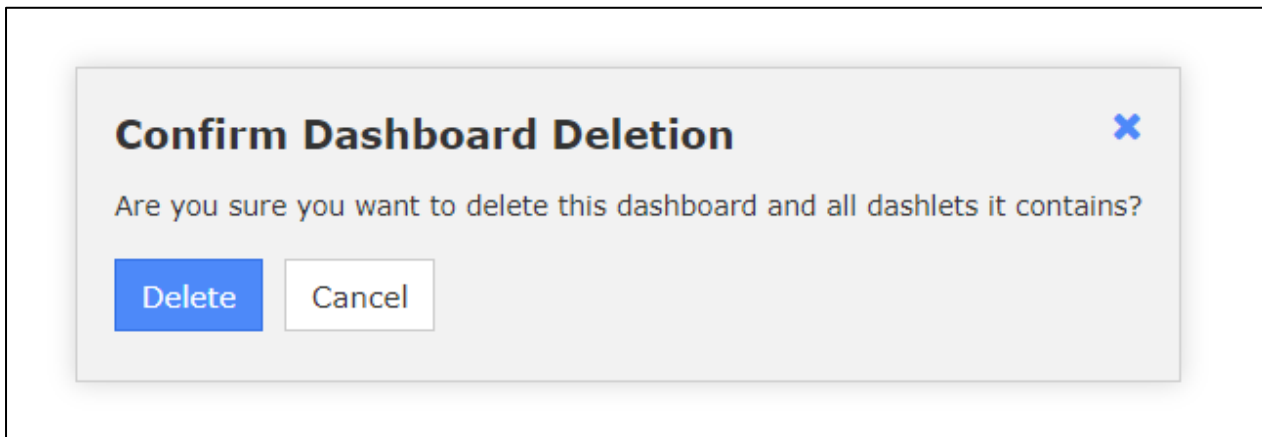 Confirm Dashboard Deletion
Are you sure you want to delete this dashboard and all dashlets it contains?
Delete
Cancel